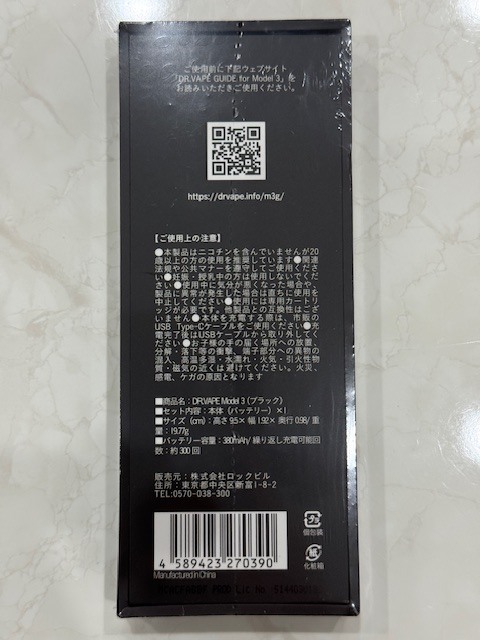 ご使用前に下記ウェブサイト
「DR.VAPE GUIDE for Model 3」を
お読みいただきご使用ください。
https://drvape.info/m3g/
【ご使用上の注意】
●本製品はニコチンを含んでいませんが20
歳以上の方の使用を推奨しています●関連
法規や公共マナーを遵守してご使用くださ
い●妊娠・授乳中の方は使用しないでくだ
さい●使用中に気分が悪くなった場合や、
製品に異常が発生した場合は直ちに使用を
中止してください●使用には専用カートリ
ッジが必要です。他製品との互換性はござ
いません●本体を充電する際は、市販の
USB Type-Cケーブルをご使用ください●充
電完了後はUSBケーブルから取り外してく
ださい●お子様の手の届く場所への放置、
分解・落下等の衝撃、端子部分への異物の
混入、高温多湿・水濡れ・火気・引火性物
質・磁気の近くは避けてください。火災、
感電、ケガの原因となります
■商品名：DR.VAPE Model 3（ブラック）
■セット内容：本体（バッテリー）×1
■サイズ（cm）：高さ 9.5× 幅 1.92× 奥行 0.98/ 重
量：19.77g
■バッテリー容量：380mAh/ 繰り返し充電可能回
数：約 300 回
販売元：株式会社ロックビル
住所：東京都中央区新富1-8-2
TEL:0570-038-300
4 589423 270390
Manufactured in China
個包装
紙
化粧箱